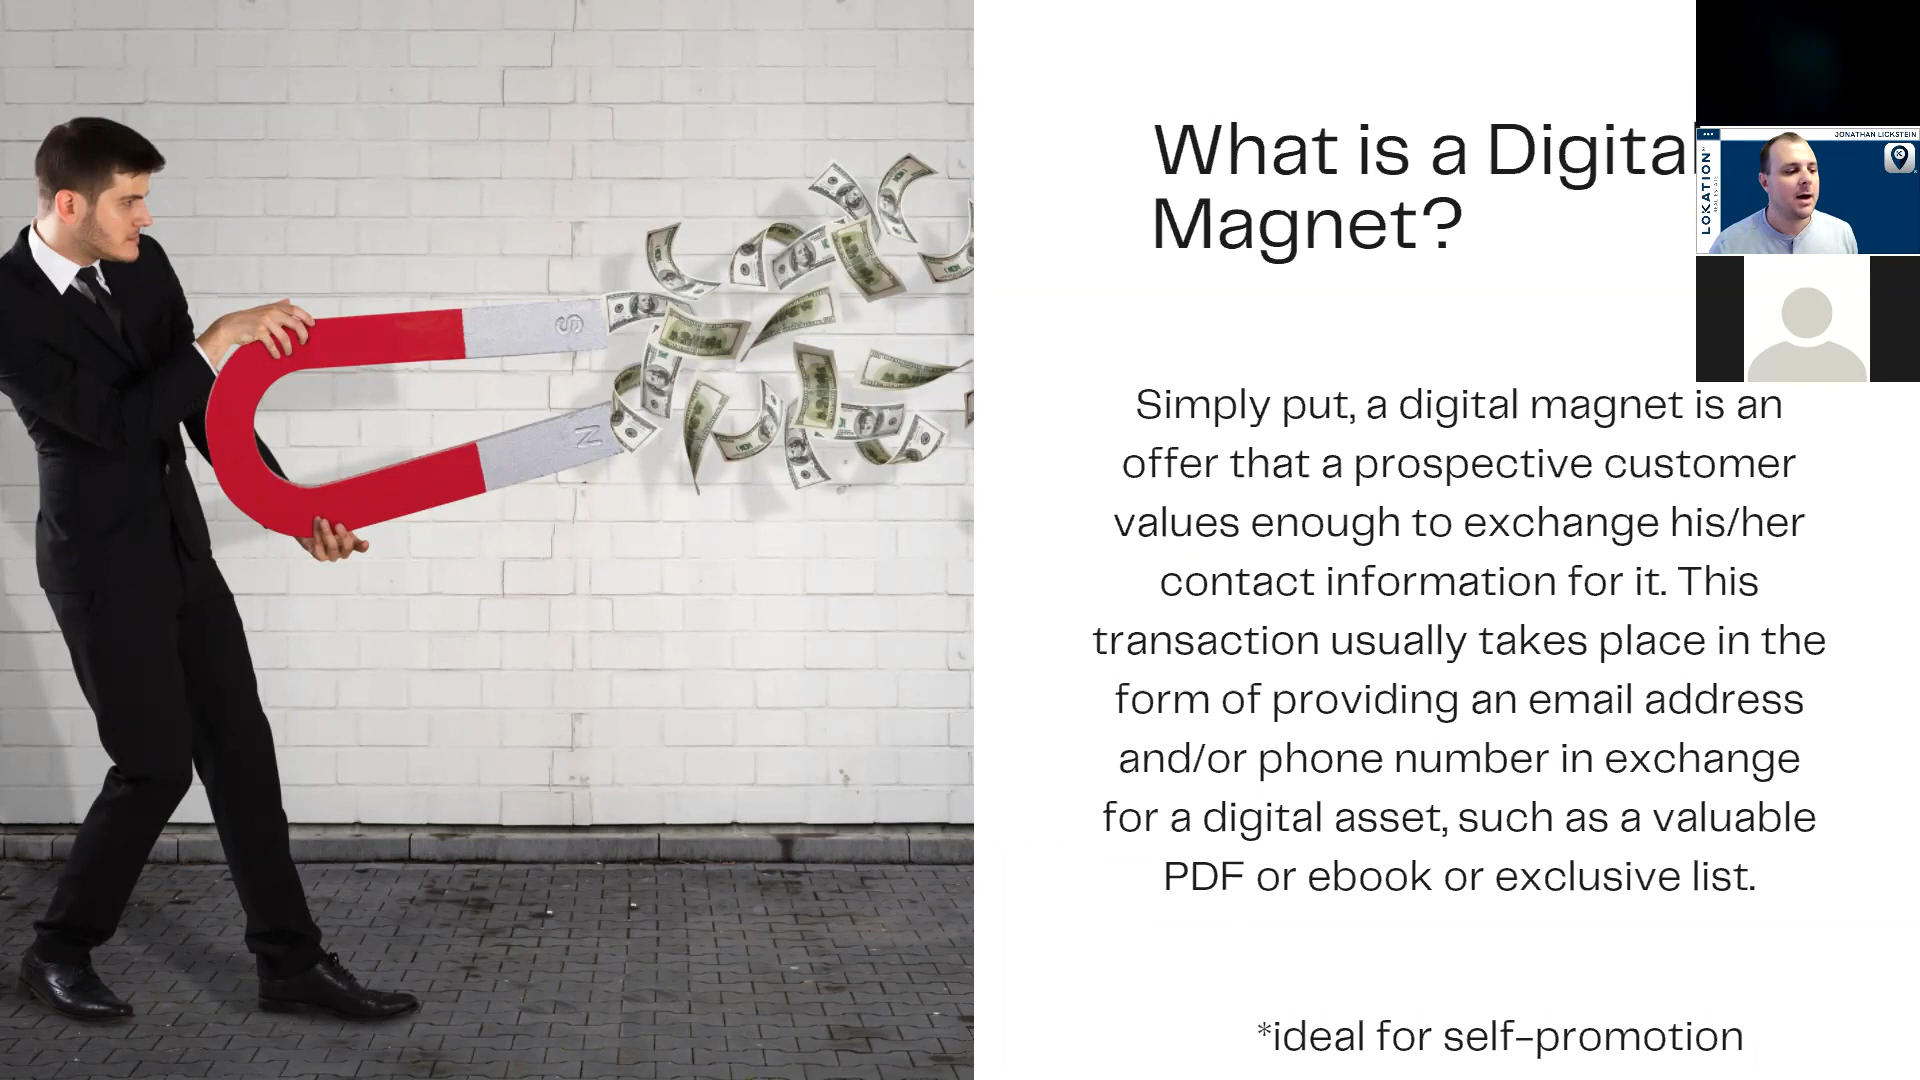 What is a Digital
Magnet?
JONATHAN LICKSTEIN
LOKATION
S
N
Simply put, a digital magnet is an
offer that a prospective customer
values enough to exchange his/her
contact information for it. This
transaction usually takes place in the
form of providing an email address
and/or phone number in exchange
for a digital asset, such as a valuable
PDF or ebook or exclusive list.
*ideal for self-promotion